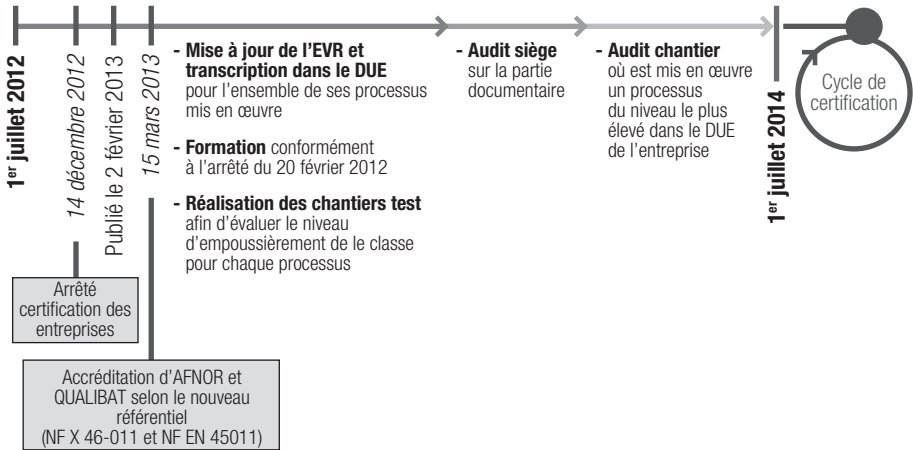 1er juillet 2012
14 décembre 2012
Publié le 2 février 2013
15 mars 2013
- Mise à jour de l'EVR et
transcription dans le DUE
pour l'ensemble de ses processus
mis en œuvre
- Formation conformément
à l'arrêté du 20 février 2012
- Réalisation des chantiers test
afin d'évaluer le niveau
d'empoussièrement de le classe
pour chaque processus
- Audit siège
sur la partie
documentaire
- Audit chantier
où est mis en œuvre
un processus
du niveau le plus
élevé dans le DUE
de l'entreprise
1er juillet 2014
Cycle de
certification
Arrêté
certification des
entreprises
Accréditation d'AFNOR et
QUALIBAT selon le nouveau
référentiel
(NF X 46-011 et NF EN 45011)